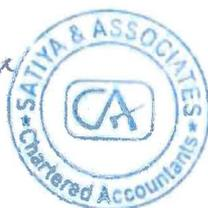 ★ SATIYA & ASSOCIATES ★
CA
Chartered Accountants